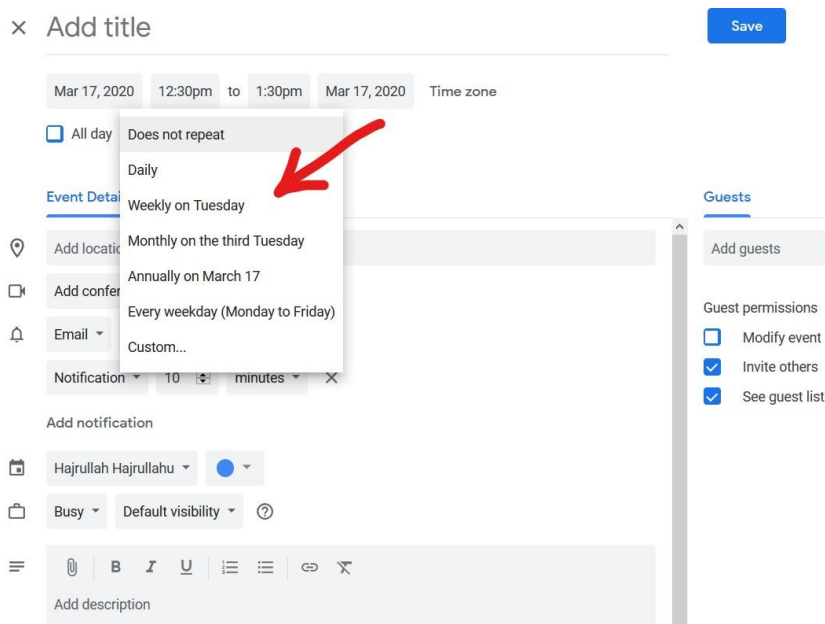 Add title
Save
Mar 17, 2020 12:30pm to 1:30pm Mar 17, 2020 Time zone
All day
Does not repeat
Daily
Weekly on Tuesday
Monthly on the third Tuesday
Annually on March 17
Every weekday (Monday to Friday)
Custom...
Event Detai
Add locatio
Add confer
Email
Notification 10 minutes
Add notification
Hajrullah Hajrullahu
Busy Default visibility
B I U
Add description
Guests
Add guests
Guest permissions
Modify event
Invite others
See guest list